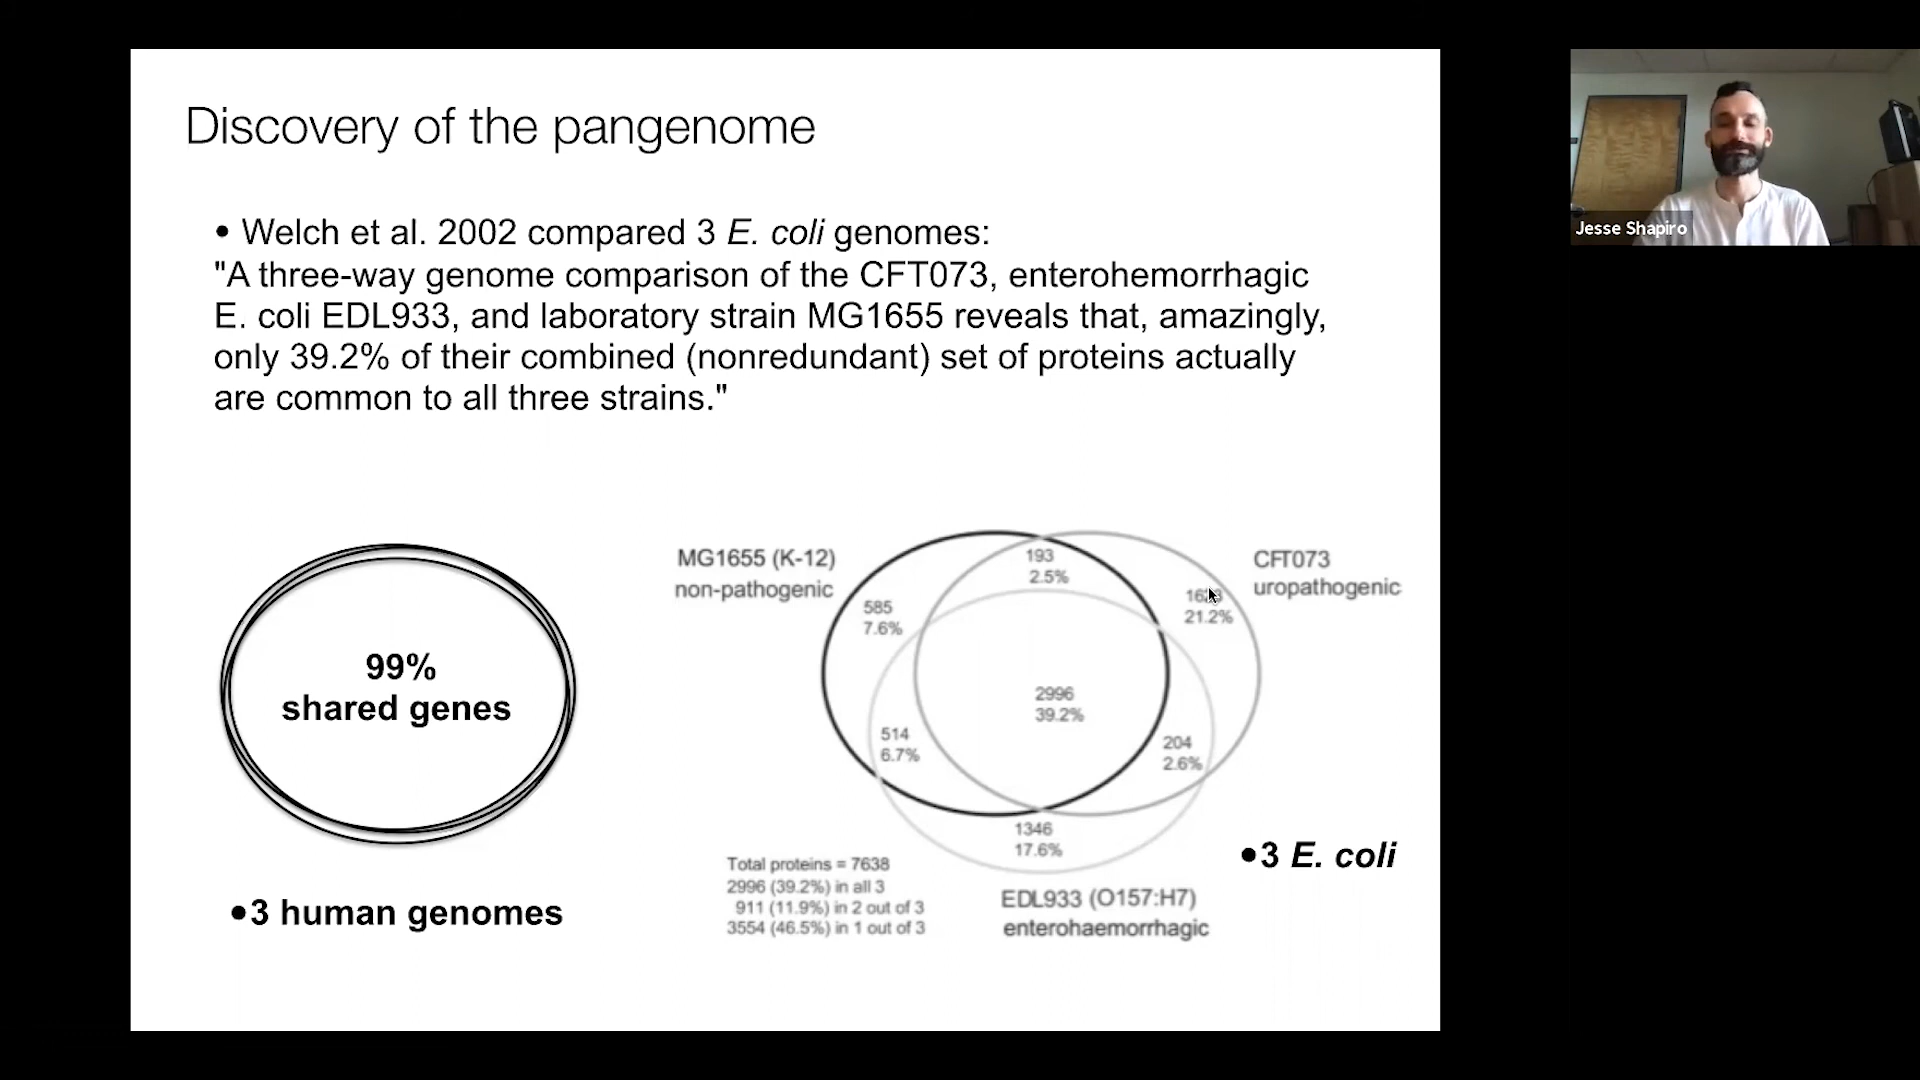 Discovery of the pangenome
• Welch et al. 2002 compared 3 E. coli genomes:
"A three-way genome comparison of the CFT073, enterohemorrhagic
E. coli EDL933, and laboratory strain MG1655 reveals that, amazingly,
only 39.2% of their combined (nonredundant) set of proteins actually
are common to all three strains."
99%
shared genes
•3 human genomes
MG1655 (K-12)
non-pathogenic
CFT073
uropathogenic
193
2.5%
585
7.6%
21.2%
2996
39.2%
514
6.7%
204
2.6%
1346
17.6%
Total proteins = 7638
2996 (39.2%) in all 3
911 (11.9%) in 2 out of 3
3554 (46.5%) in 1 out of 3
EDL933 (O157:H7)
enterohaemorrhagic
•3 E. coli
Jesse Shapiro